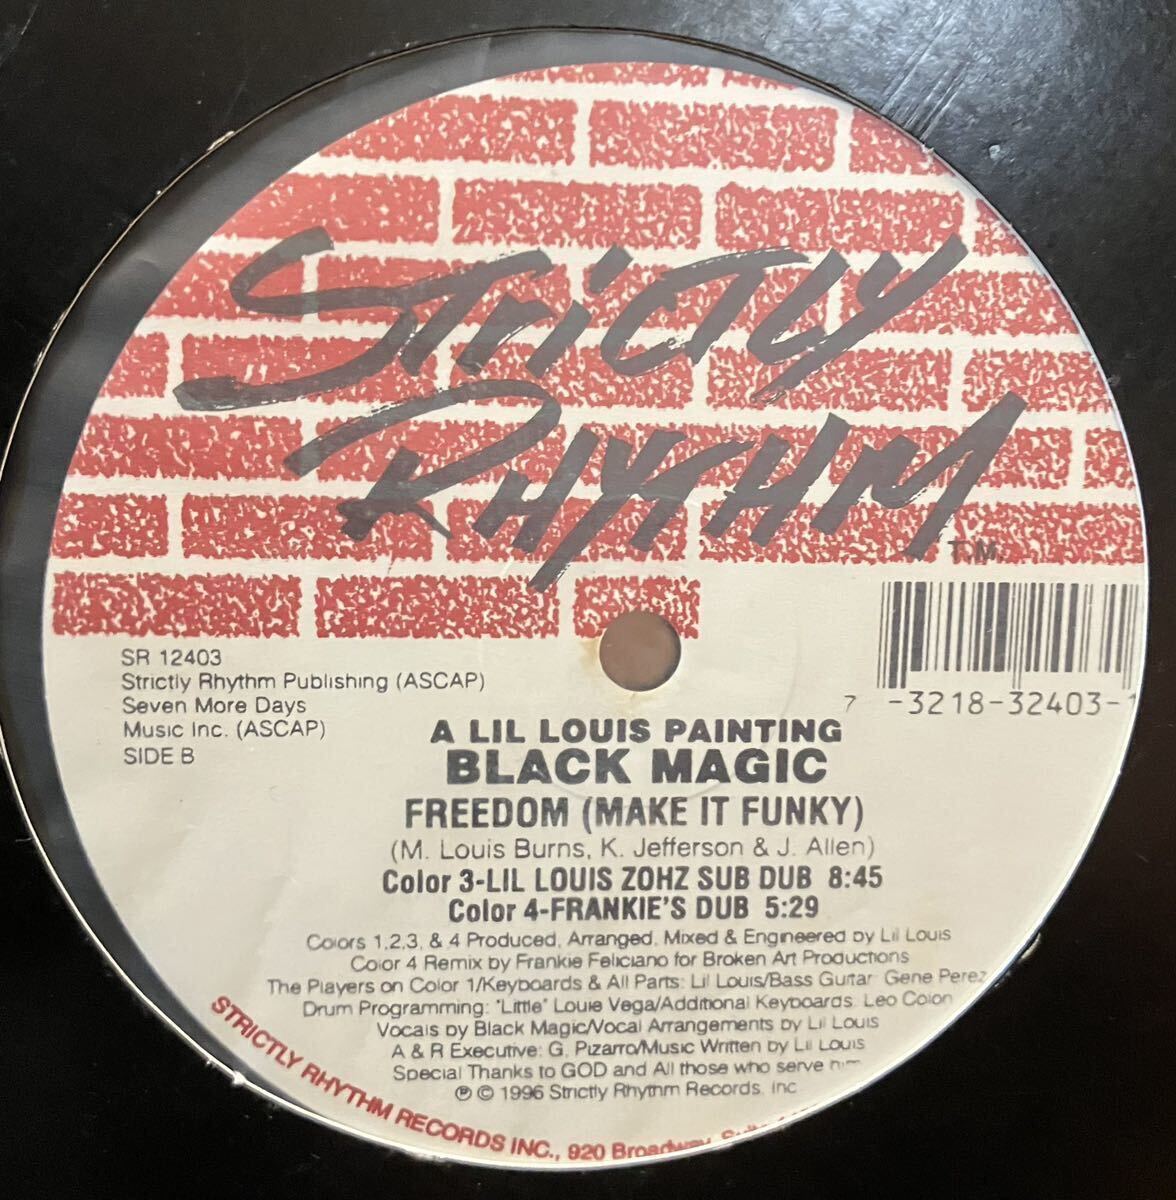 STRICTLY
RHYTHM
T.M.
SR 12403
Strictly Rhythm Publishing (ASCAP)
Seven More Days
Music Inc. (ASCAP)
SIDE B
7 -3218-32403-1
A LIL LOUIS PAINTING
BLACK MAGIC
FREEDOM (MAKE IT FUNKY)
(M. Louis Burns, K. Jefferson & J. Allen)
Color 3-LIL LOUIS ZOHZ SUB DUB 8:45
Color 4-FRANKIE'S DUB 5:29
Colors 1,2,3, & 4 Produced, Arranged, Mixed & Engineered by Lil Louis
Color 4 Remix by Frankie Feliciano for Broken Art Productions
The Players on Color 1/Keyboards & All Parts: Lil Louis/Bass Guitar: Gene Perez
Drum Programming: "Little" Louie Vega/Additional Keyboards: Leo Colon
Vocals by Black Magic/Vocal Arrangements by Lil Louis
A & R Executive: G. Pizarro/Music Written by Lil Louis
Special Thanks to GOD and All those who serve him
℗ © 1996 Strictly Rhythm Records, Inc
STRICTLY RHYTHM RECORDS INC., 920 Broadway,